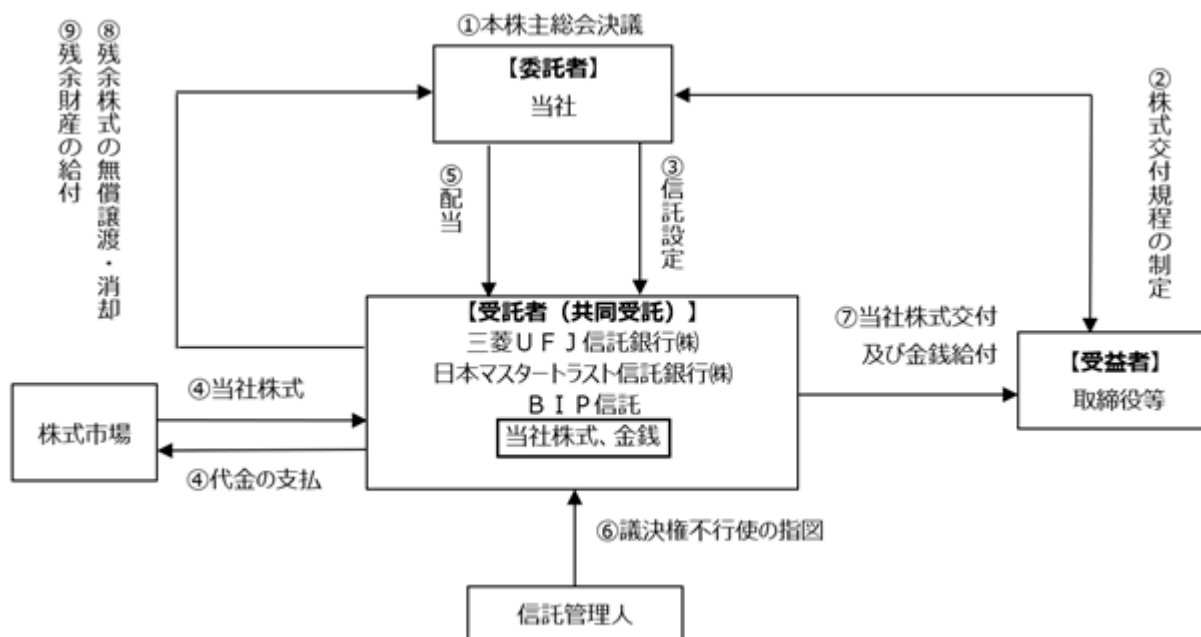 ①本株主総会決議
【委託者】
当社
⑨残余財産の給付
⑧残余株式の無償譲渡・消却
②株式交付規程の制定
⑤配当
③信託設定
【受託者（共同受託）】
三菱ＵＦＪ信託銀行㈱
日本マスタートラスト信託銀行㈱
ＢＩＰ信託
当社株式、金銭
⑦当社株式交付
及び金銭給付
【受益者】
取締役等
④当社株式
株式市場
④代金の支払
⑥議決権不行使の指図
信託管理人